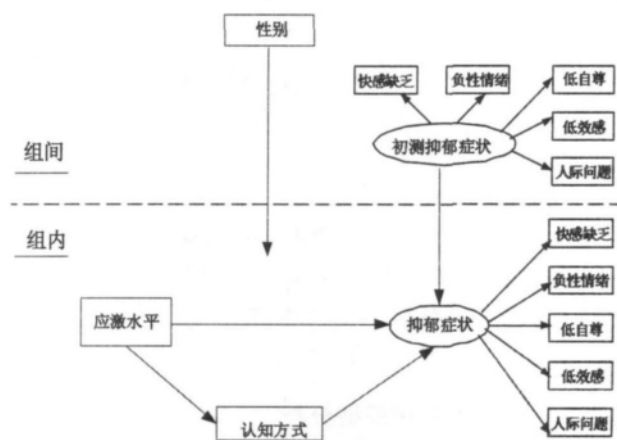 性别
快感缺乏
负性情绪
低自尊
低效感
人际问题
初测抑郁症状
组间
组内
快感缺乏
负性情绪
低自尊
低效感
人际问题
应激水平
抑郁症状
认知方式